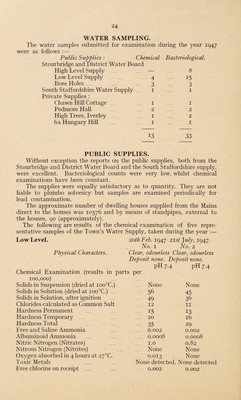 24
WATER SAMPLING.
The water samples submitted for examination during the year 1947
were as follows :—
Public Supplies : Chemical Bacteriological.
Stourbridge and District Water Board
High Level Supply — 8
Low Level Supply 4 15
Bore Holes 3 3
South Staffordshire Water Supply 1 1
Private Supplies :
Chawn Hill Cottage 1 1
Pedmore Hall 2 2
High Trees, Iverley 1 2
6a Hungary Hill 1 1
13 33
PUBLIC SUPPLIES.
Without exception the reports on the public supplies, both from the
Stourbridge and District Water Board and the South Staffordshire supply,
were excellent. Bacteriological counts were very low, whilst chemical
examinations have been constant.
The supplies were equally satisfactory as to quantity. They are not
liable to plumbo solvency but samples are examined periodically for
lead contamination.
The approximate number of dwelling houses supplied from the Mains
direct to the houses was 10376 and by means of standpipes, external to
the houses, 90 (approximately).
The following are results of the chemical examination of five repre-
sentative samples of the Town's Water Supply, taken during the year :—
Low Level. 20th Feb. 1947 21st July, 1947.
No. 1 No. 2
Physical Characters. Clear, odourless Clear, odourless
Deposit none. Deposit none.
pH 7.4 pH 7.4
Chemical Examination (results in parts per
100,000)
Solids in Suspension (dried at 100°C.) None None
Solids in Solution (dried at 100°C.) 56 45
Solids in Solution, after ignition 49 36
Chlorides calculated as Common Salt 12 11
Hardness Permanent 15 13
Hardness Temporary 20 16
Hardness Total 35 29
Free and Saline Ammonia 0.002 0.002
Albuminoid Ammonia 0.0008 0.0008
Nitric Nitrogen (Nitrates) 1.0 0.82
Nitrons Nitrogen (Nitrites) None None
Oxygen absorbed in 4 hours at 27°C. 0.013 None
Toxic Metals None detected. None detected
Free chlorine on receipt 0.002 0.002